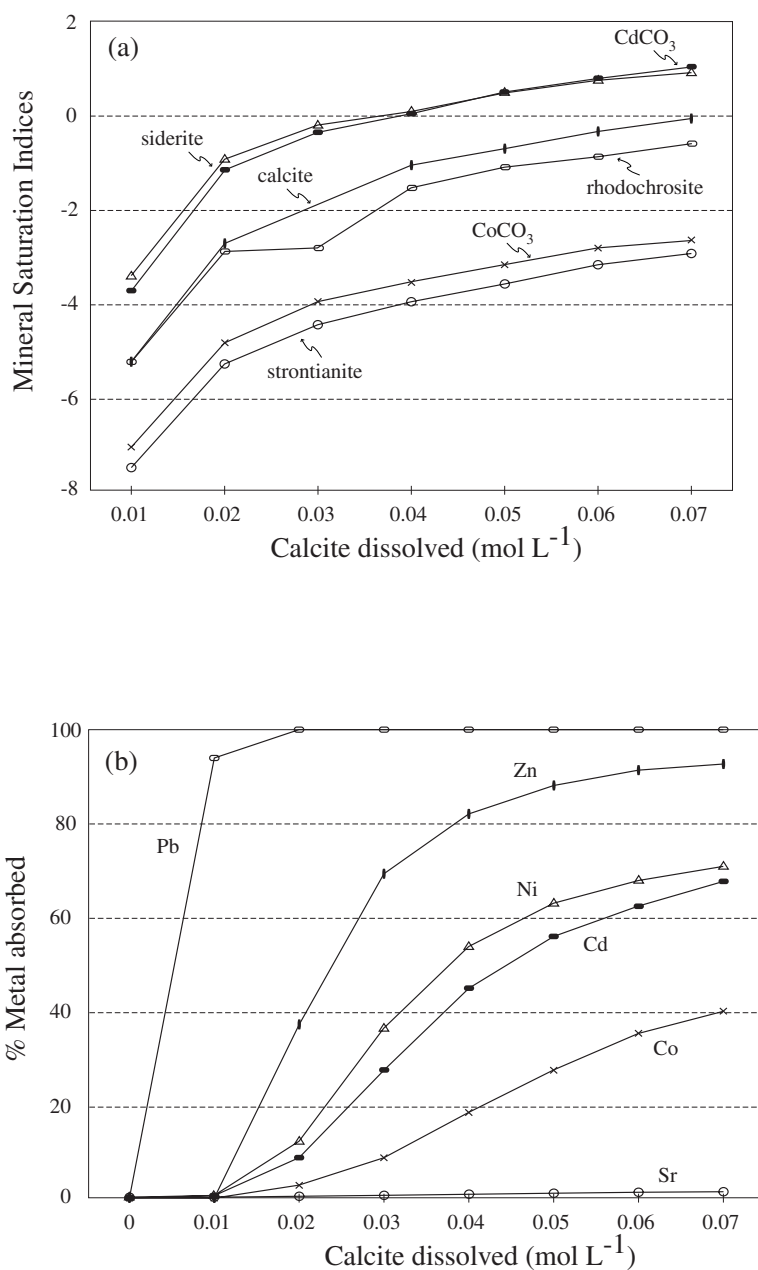 (a)
CdCO3
siderite
calcite
rhodochrosite
CoCO3
strontianite
Mineral Saturation Indices
2
0
-2
-4
-6
-8
0.01 0.02 0.03 0.04 0.05 0.06 0.07
Calcite dissolved (mol L-1)
(b)
Pb
Zn
Ni
Cd
Co
Sr
% Metal absorbed
100
80
60
40
20
0
0 0.01 0.02 0.03 0.04 0.05 0.06 0.07
Calcite dissolved (mol L-1)